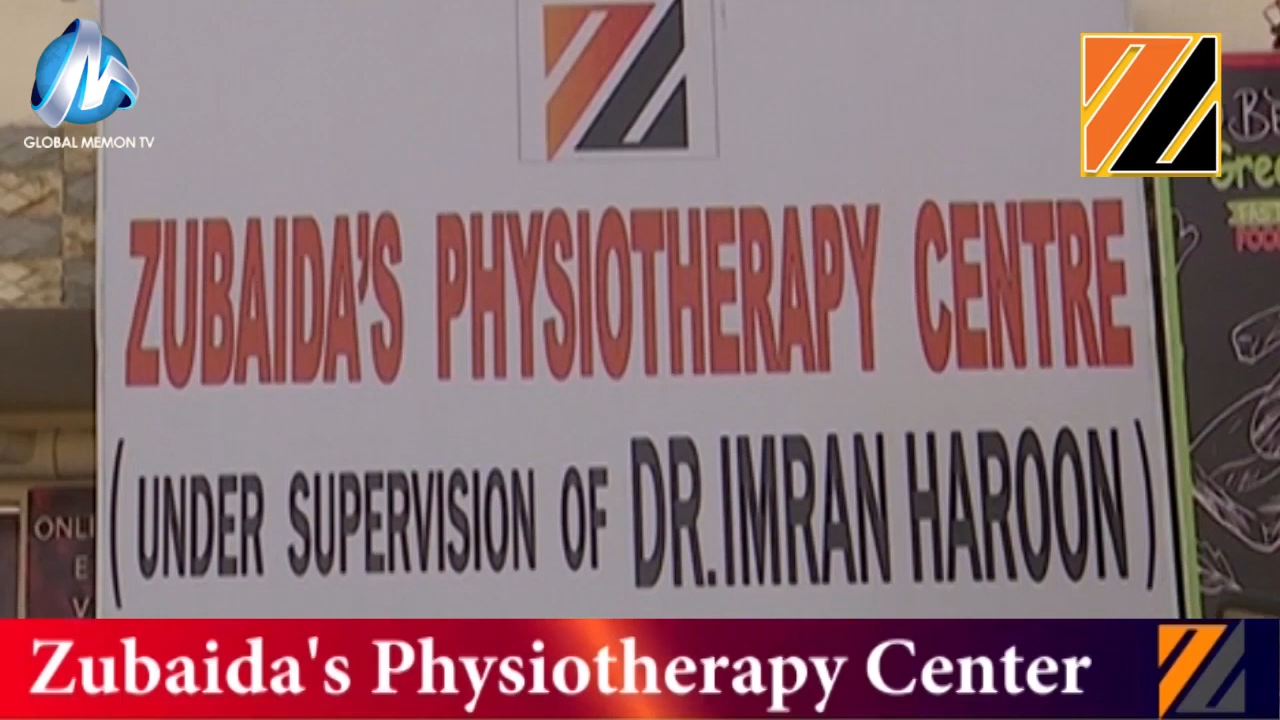 GLOBAL MEMON TV
ZUBAIDA'S PHYSIOTHERAPY CENTRE
(UNDER SUPERVISION OF DR.IMRAN HAROON)
Zubaida's Physiotherapy Center